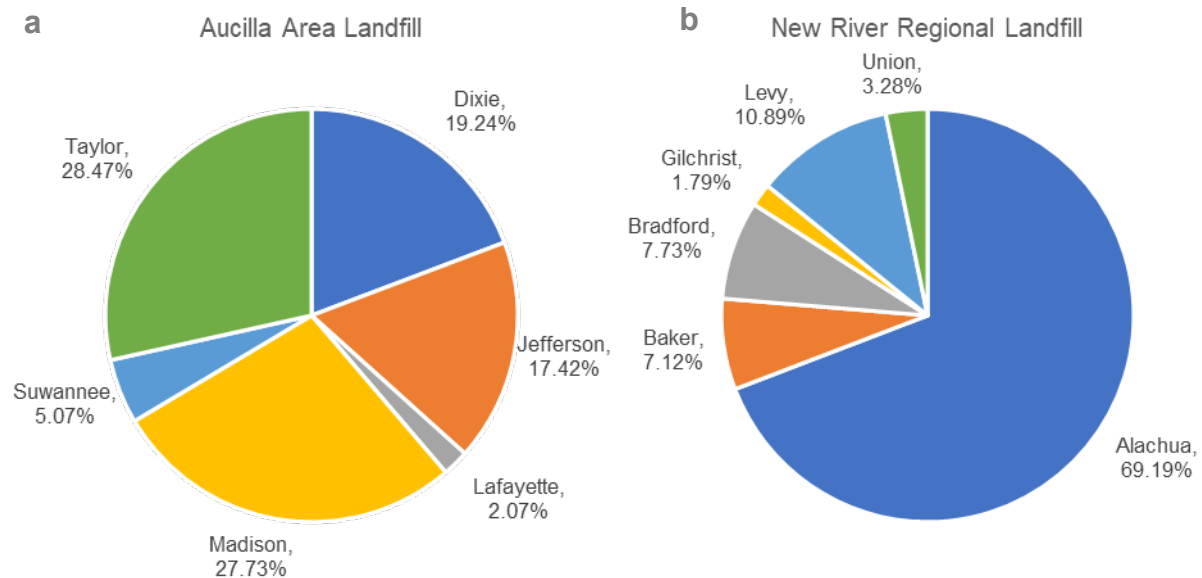 a
Aucilla Area Landfill
Dixie,
19.24%
Jefferson,
17.42%
Lafayette,
2.07%
Madison,
27.73%
Suwannee,
5.07%
Taylor,
28.47%
b
New River Regional Landfill
Union,
3.28%
Levy,
10.89%
Gilchrist,
1.79%
Bradford,
7.73%
Baker,
7.12%
Alachua,
69.19%